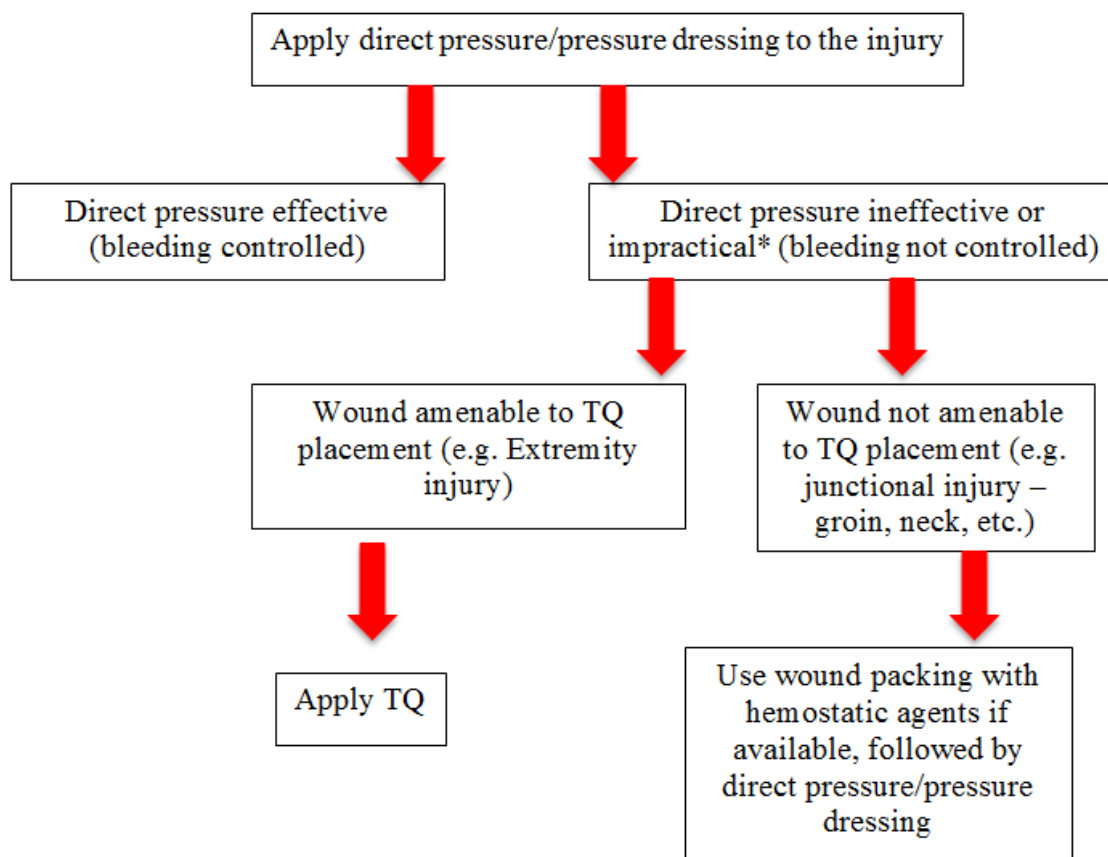 Apply direct pressure/pressure dressing to the injury
Direct pressure effective
(bleeding controlled)
Direct pressure ineffective or
impractical* (bleeding not controlled)
Wound amenable to TQ
placement (e.g. Extremity
injury)
Wound not amenable
to TQ placement (e.g.
junctional injury –
groin, neck, etc.)
Apply TQ
Use wound packing with
hemostatic agents if
available, followed by
direct pressure/pressure
dressing